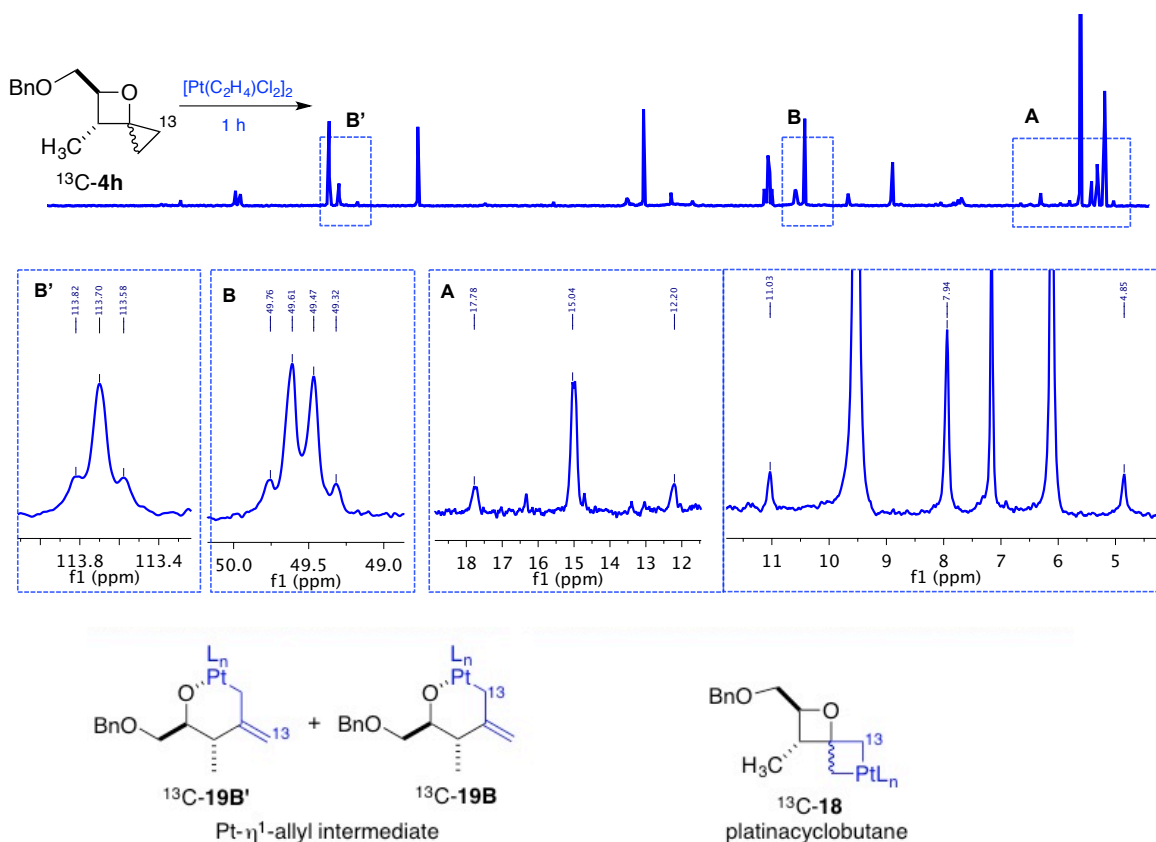 BnO
O
13
H₃C
¹³C-4h
[Pt(C₂H₄)Cl₂]₂
1 h
B'
B
A
B'
113.82
113.70
113.58
113.8
113.4
f1 (ppm)
B
49.76
49.61
49.47
49.32
50.0
49.5
49.0
f1 (ppm)
A
17.78
15.04
12.20
18 17 16 15 14 13 12
f1 (ppm)
11.03
7.94
4.85
11 10 9 8 7 6 5
f1 (ppm)
Lₙ
Pt
O
BnO
13
¹³C-19B'
+
Lₙ
Pt
13
O
BnO
¹³C-19B
Pt-η¹-allyl intermediate
BnO
O
13
H₃C
PtLₙ
¹³C-18
platinacyclobutane